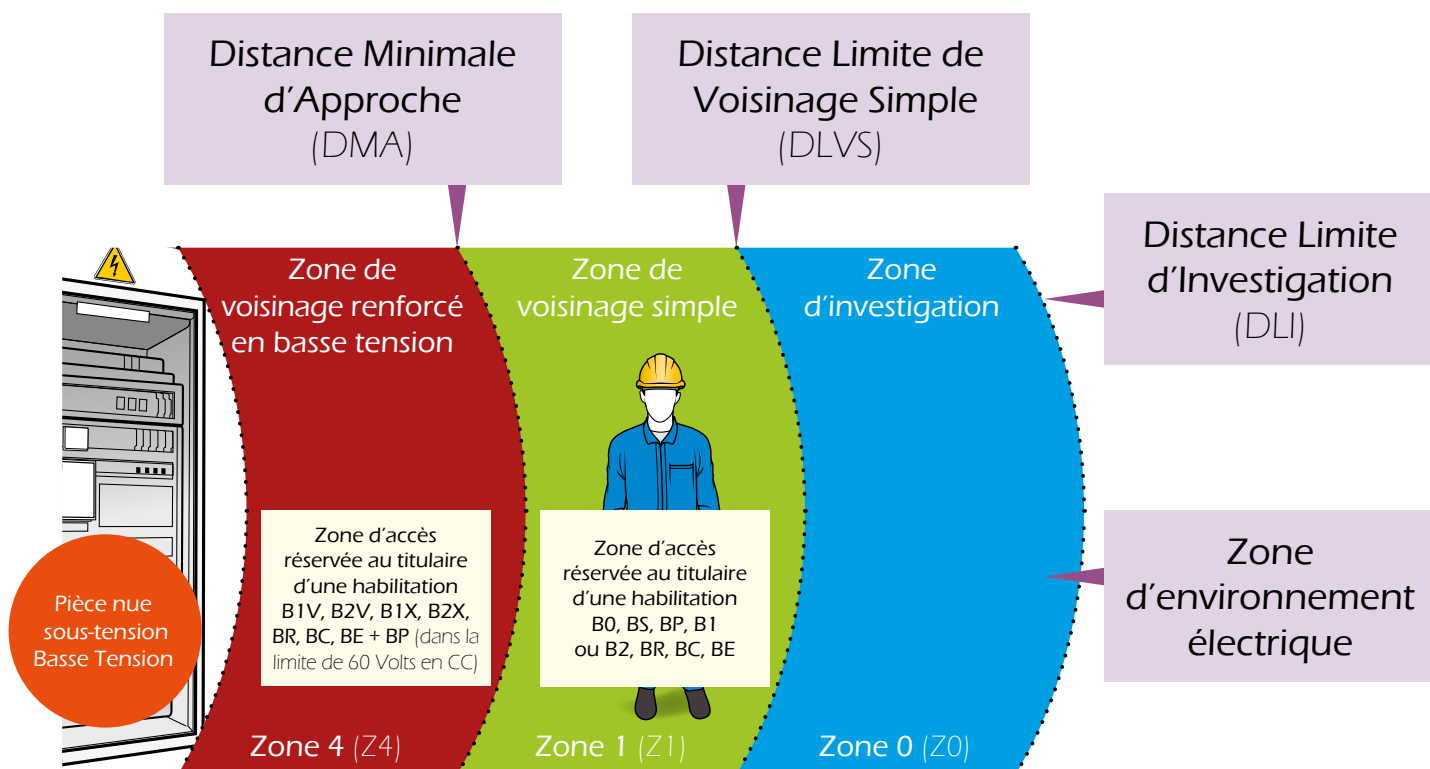 Distance Minimale
d'Approche
(DMA)
Distance Limite de
Voisinage Simple
(DLVS)
Distance Limite
d'Investigation
(DLI)
Zone de
voisinage renforcé
en basse tension
Zone de
voisinage simple
Zone
d'investigation
Zone d'accès
réservée au titulaire
d'une habilitation
B1V, B2V, B1X, B2X,
BR, BC, BE + BP (dans la
limite de 60 Volts en CC)
Zone d'accès
réservée au titulaire
d'une habilitation
B0, BS, BP, B1
ou B2, BR, BC, BE
Zone
d'environnement
électrique
Pièce nue
sous-tension
Basse Tension
Zone 4 (Z4)
Zone 1 (Z1)
Zone 0 (Z0)